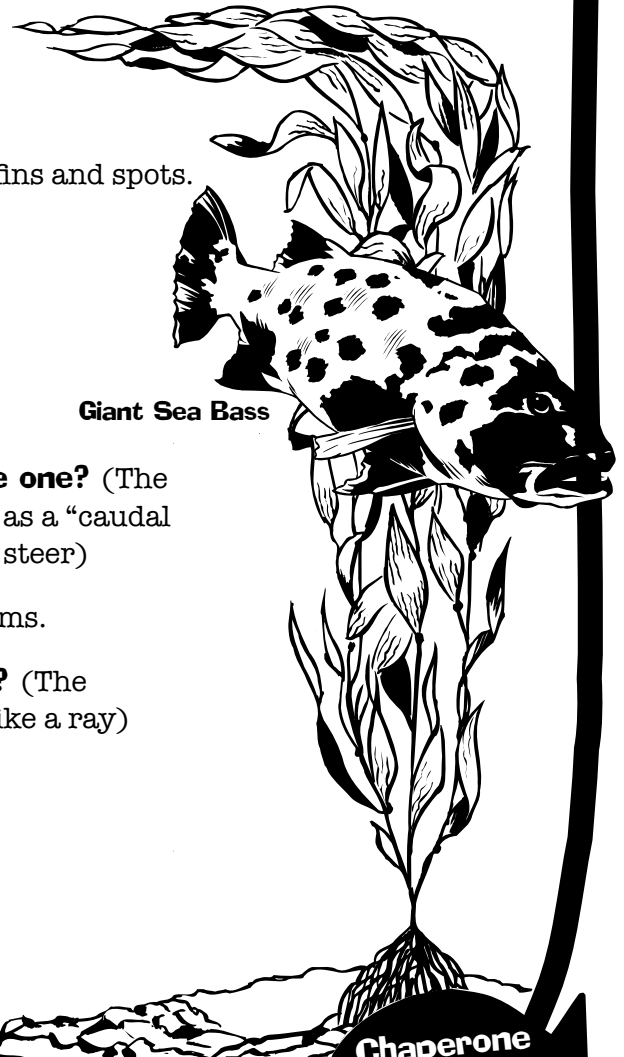 fins and spots.
Giant Sea Bass
e one? (The
as a “caudal
steer)
ms.
? (The
ike a ray)
Chaperone